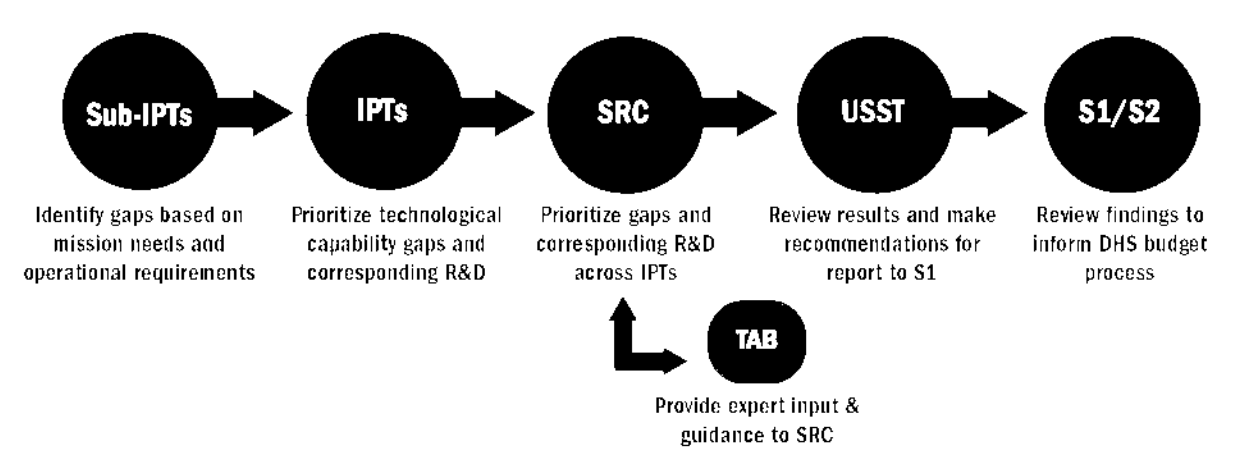 Sub-IPTs
IPTs
SRC
USST
S1/S2
Identify gaps based on
mission needs and
operational requirements
Prioritize technological
capability gaps and
corresponding R&D
Prioritize gaps and
corresponding R&D
across IPTs
Review results and make
recommendations for
report to S1
Review findings to
inform DHS budget
process
TAB
Provide expert input &
guidance to SRC